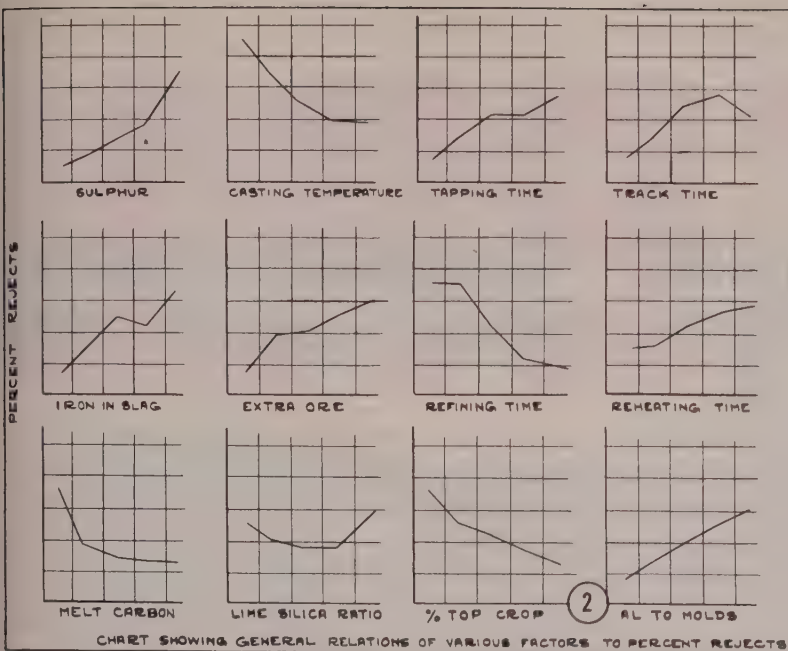 PERCENT REJECTS
SULPHUR
CASTING TEMPERATURE
TAPPING TIME
TRACK TIME
IRON IN SLAG
EXTRA ORE
REFINING TIME
REHEATING TIME
MELT CARBON
LIME SILICA RATIO
% TOP CROP
2
AL TO MOLDS
CHART SHOWING GENERAL RELATIONS OF VARIOUS FACTORS TO PERCENT REJECTS